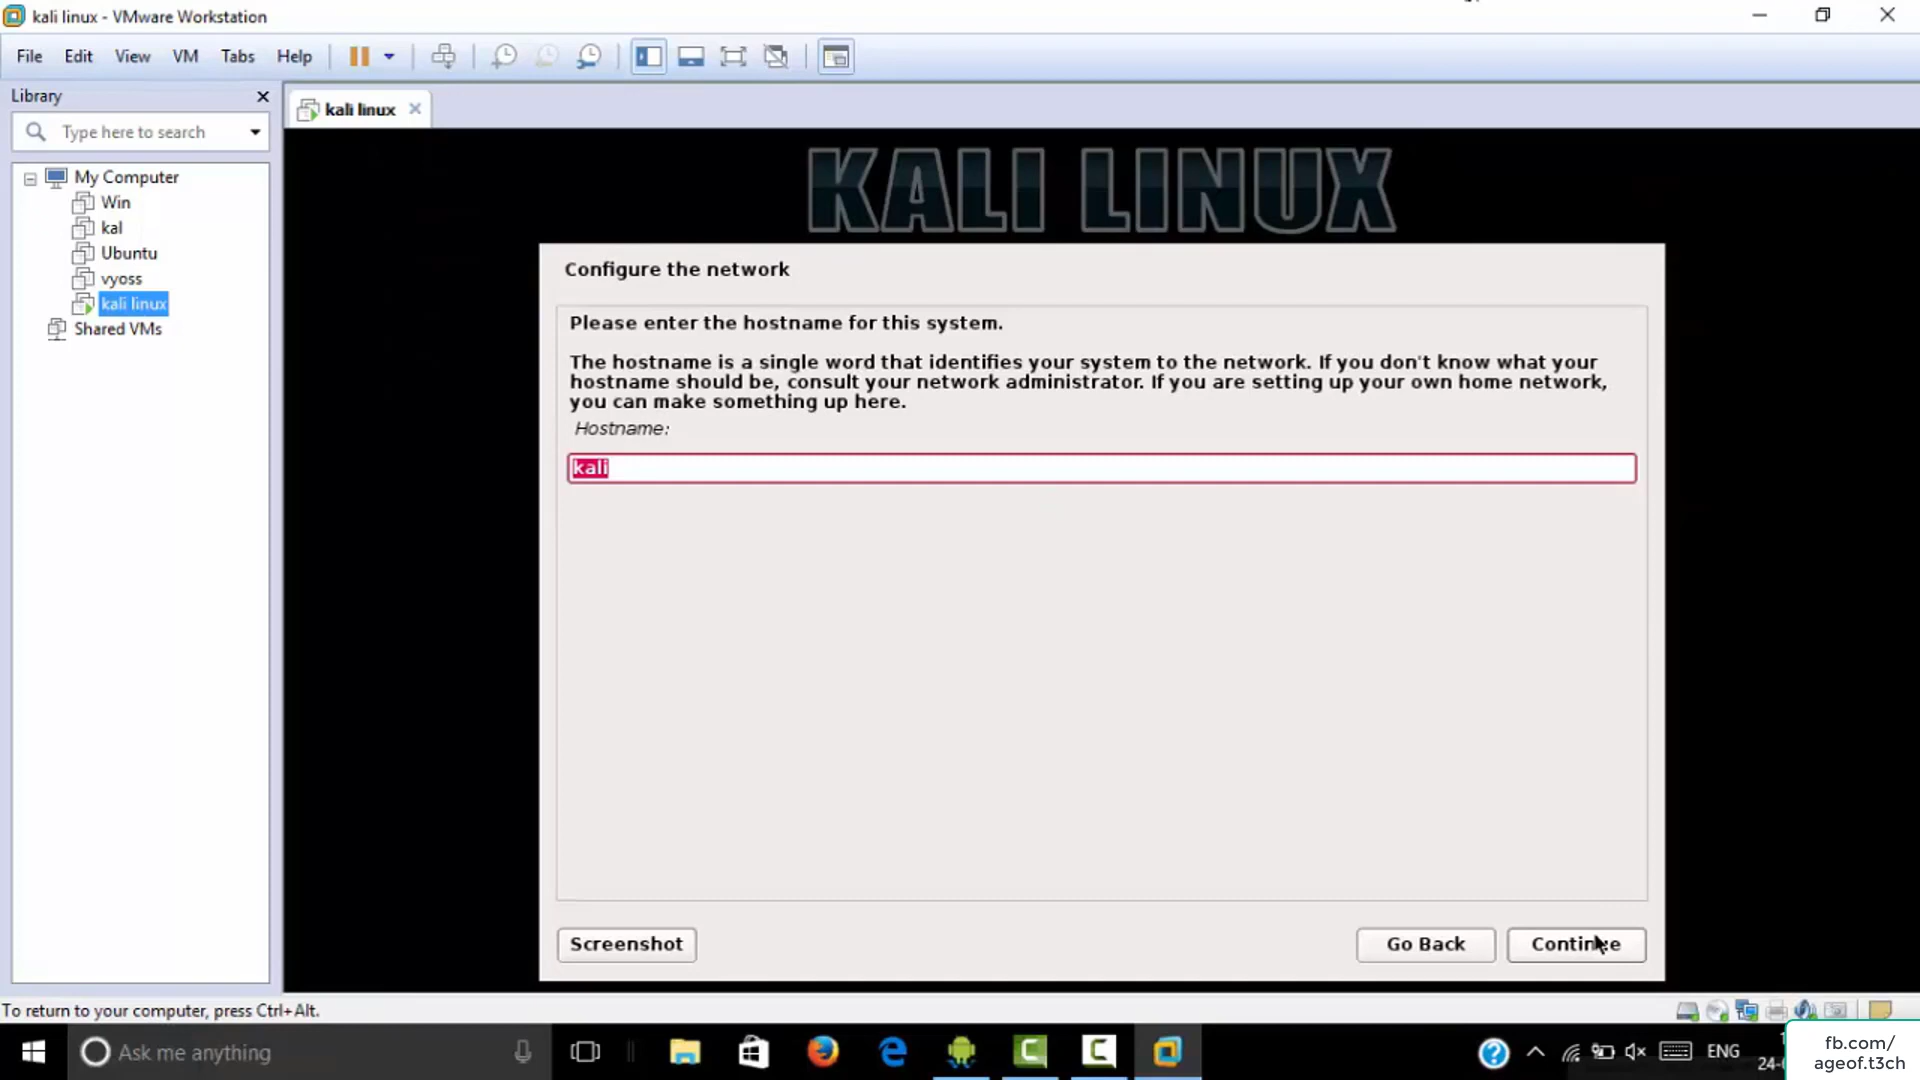 kali linux - VMware Workstation
File Edit View VM Tabs Help
Library
Type here to search
My Computer
Win
kal
Ubuntu
vyoss
kali linux
Shared VMs
kali linux
KALI LINUX
Configure the network
Please enter the hostname for this system.
The hostname is a single word that identifies your system to the network. If you don't know what your
hostname should be, consult your network administrator. If you are setting up your own home network,
you can make something up here.
Hostname:
kali
Screenshot Go Back Continue
To return to your computer, press Ctrl+Alt.
Ask me anything
ENG
24-
fb.com/
ageof.t3ch